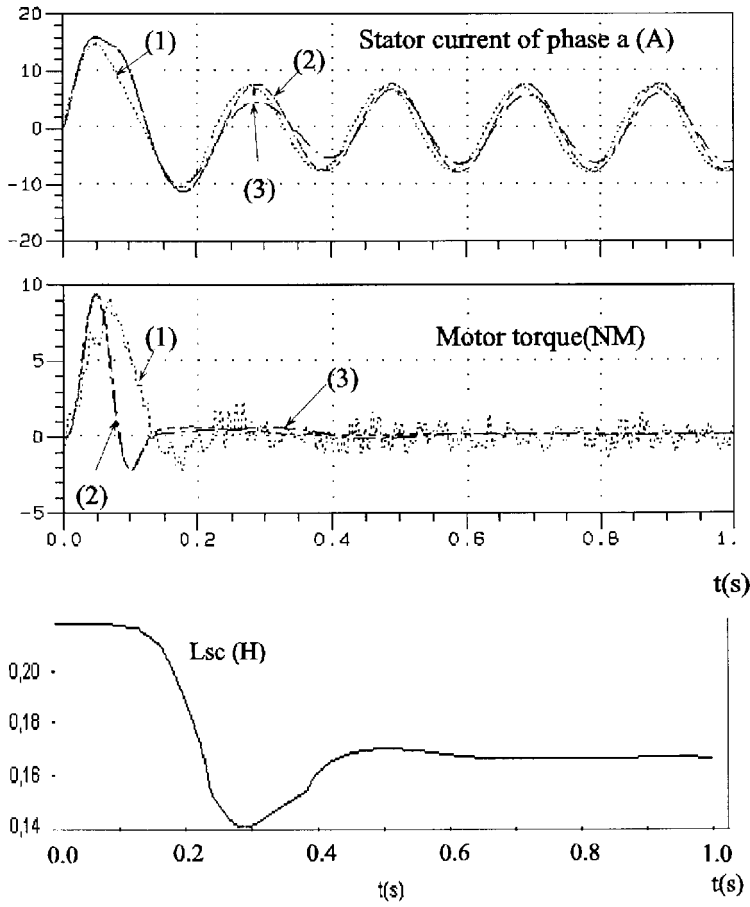 20
Stator current of phase a (A)
(1)
10
(2)
0
(3)
-10
-20
10
(1)
Motor torque(NM)
5
(3)
0
(2)
-5
0.0 0.2 0.4 0.6 0.8 1.
t(s)
Lsc (H)
0,20
0,18
0,16
0,14
0.0 0.2 0.4 0.6 0.8 1.0
t(s) t(s)